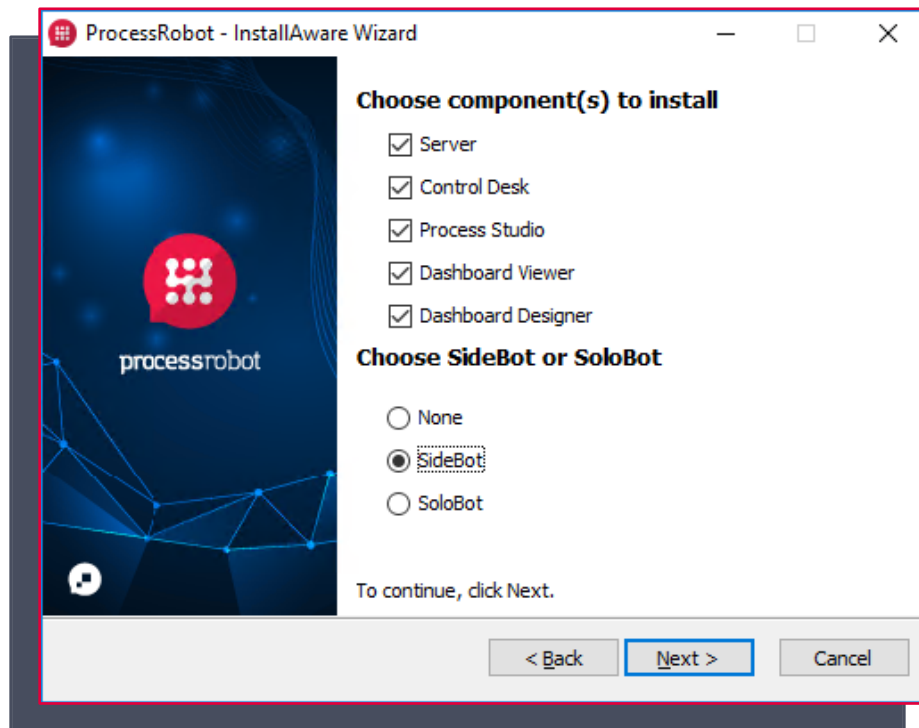 ProcessRobot - InstallAware Wizard
Choose component(s) to install
Server
Control Desk
Process Studio
Dashboard Viewer
Dashboard Designer
processrobot
Choose SideBot or SoloBot
None
SideBot
SoloBot
To continue, click Next.
< Back
Next >
Cancel